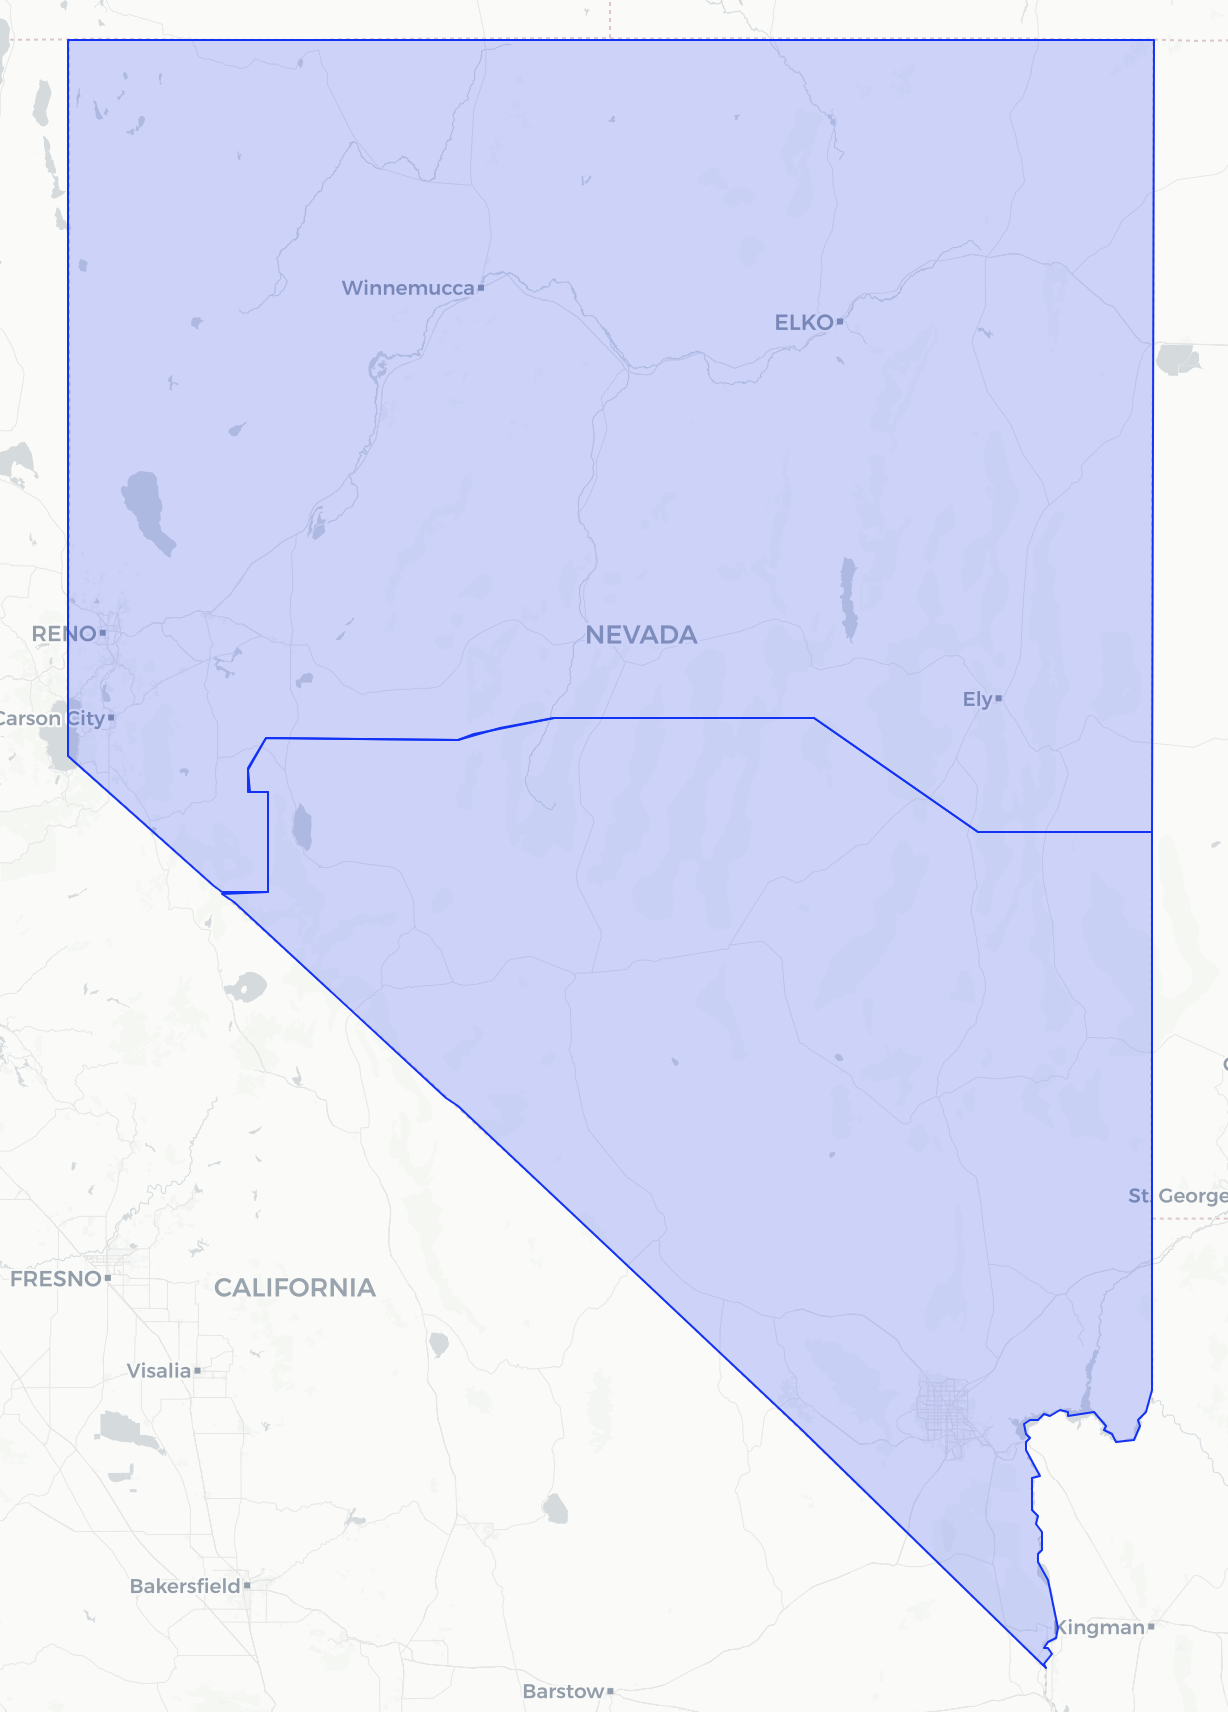 Winnemucca
ELKO
RENO
NEVADA
Ely
Carson City
St. George
FRESNO
CALIFORNIA
Visalia
Bakersfield
Kingman
Barstow